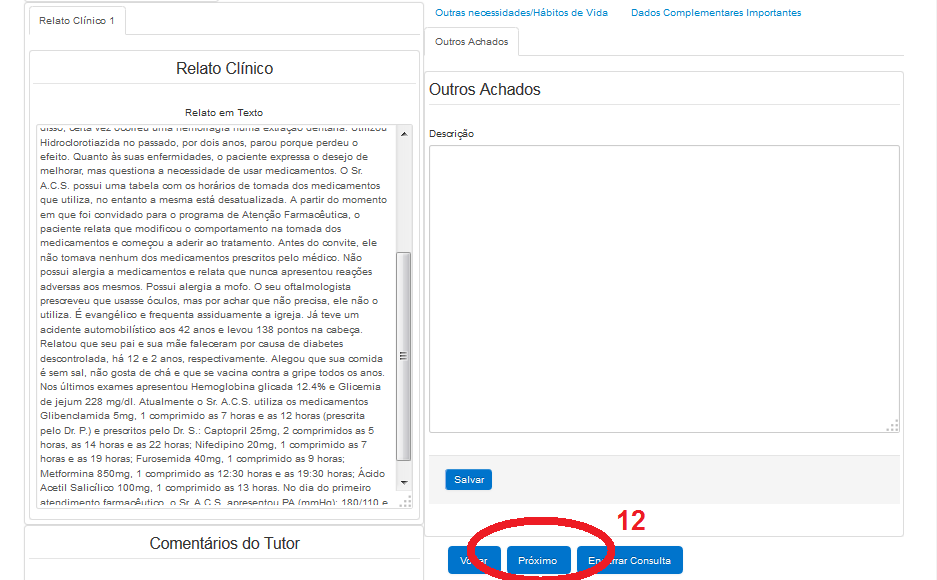 Relato Clínico 1
Relato Clínico
Relato em Texto
disso, certa vez ocorreu uma hemorragia numa extração dentária. Utilizou
Hidroclorotiazida no passado, por dois anos, parou porque perdeu o
efeito. Quanto às suas enfermidades, o paciente expressa o desejo de
melhorar, mas questiona a necessidade de usar medicamentos. O Sr.
A.C.S. possui uma tabela com os horários de tomada dos medicamentos
que utiliza, no entanto a mesma está desatualizada. A partir do momento
em que foi convidado para o programa de Atenção Farmacêutica, o
paciente relata que modificou o comportamento na tomada dos
medicamentos e começou a aderir ao tratamento. Antes do convite, ele
não tomava nenhum dos medicamentos prescritos pelo médico. Não
possui alergia a medicamentos e relata que nunca apresentou reações
adversas aos mesmos. Possui alergia a mofo. O seu oftalmologista
prescreveu que usasse óculos, mas por achar que não precisa, ele não o
utiliza. É evangélico e frequenta assiduamente a igreja. Já teve um
acidente automobilístico aos 42 anos e levou 138 pontos na cabeça.
Relatou que seu pai e sua mãe faleceram por causa de diabetes
descontrolada, há 12 e 2 anos, respectivamente. Alegou que sua comida
é sem sal, não gosta de chá e que se vacina contra a gripe todos os anos.
Nos últimos exames apresentou Hemoglobina glicada 12.4% e Glicemia
de jejum 228 mg/dl. Atualmente o Sr. A.C.S. utiliza os medicamentos
Glibenclamida 5mg, 1 comprimido as 7 horas e as 12 horas (prescrita
pelo Dr. P.) e prescritos pelo Dr. S.: Captopril 25mg, 2 comprimidos as 5
horas, as 14 horas e as 22 horas; Nifedipino 20mg, 1 comprimido as 7
horas e as 19 horas; Furosemida 40mg, 1 comprimido as 9 horas;
Metformina 850mg, 1 comprimido as 12:30 horas e as 19:30 horas; Ácido
Acetil Salicílico 100mg, 1 comprimido as 13 horas. No dia do primeiro
atendimento farmacêutico, o Sr. A.C.S. apresentou PA (mmHg): 180/110 e
Comentários do Tutor
Outras necessidades/Hábitos de Vida
Dados Complementares Importantes
Outros Achados
Outros Achados
Descrição
Salvar
12
Próximo
Consulta